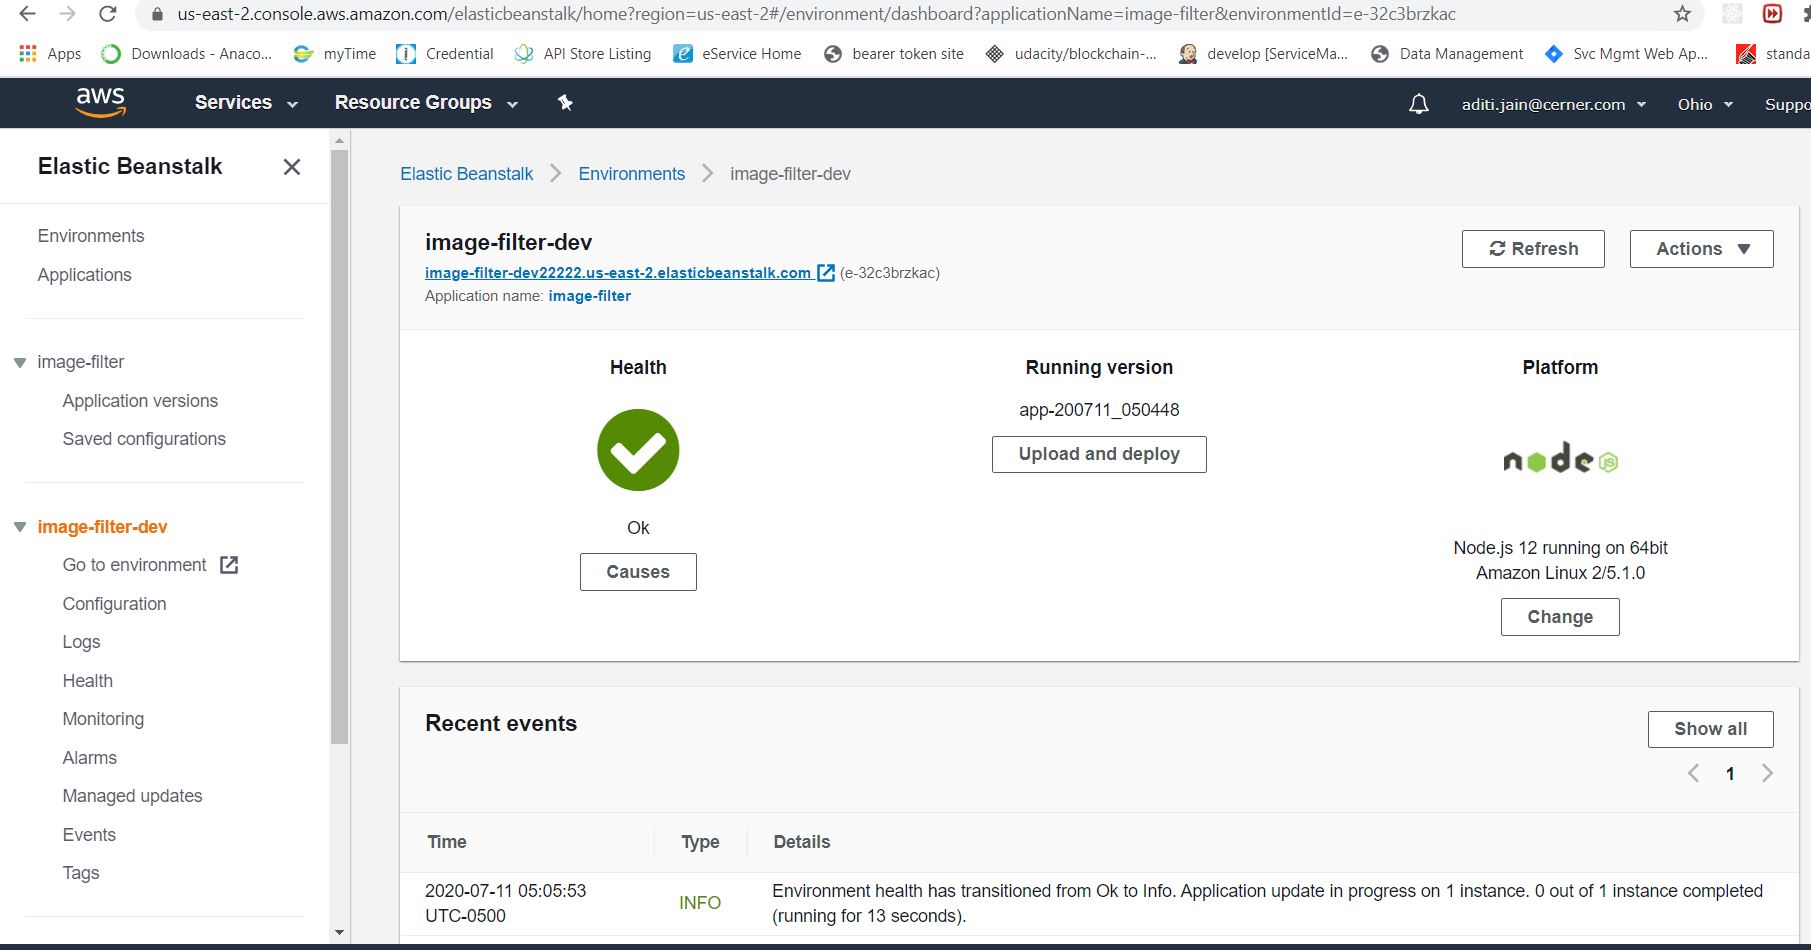 us-east-2.console.aws.amazon.com/elasticbeanstalk/home?region=us-east-2#/environment/dashboard?applicationName=image-filter&environmentId=e-32c3brzkac
Apps Downloads - Anaco... myTime Credential API Store Listing eService Home bearer token site udacity/blockchain-... develop [ServiceMa... Data Management Svc Mgmt Web Ap... standa
aws Services Resource Groups aditi.jain@cerner.com Ohio Suppo
Elastic Beanstalk
Environments
Applications
image-filter
Application versions
Saved configurations
image-filter-dev
Go to environment
Configuration
Logs
Health
Monitoring
Alarms
Managed updates
Events
Tags
Elastic Beanstalk Environments image-filter-dev
image-filter-dev
Refresh Actions
image-filter-dev22222.us-east-2.elasticbeanstalk.com (e-32c3brzkac)
Application name: image-filter
Health
Ok
Causes
Running version
app-200711_050448
Upload and deploy
Platform
node JS
Node.js 12 running on 64bit
Amazon Linux 2/5.1.0
Change
Recent events
Show all
1
Time Type Details
2020-07-11 05:05:53
UTC-0500
INFO
Environment health has transitioned from Ok to Info. Application update in progress on 1 instance. 0 out of 1 instance completed
(running for 13 seconds).